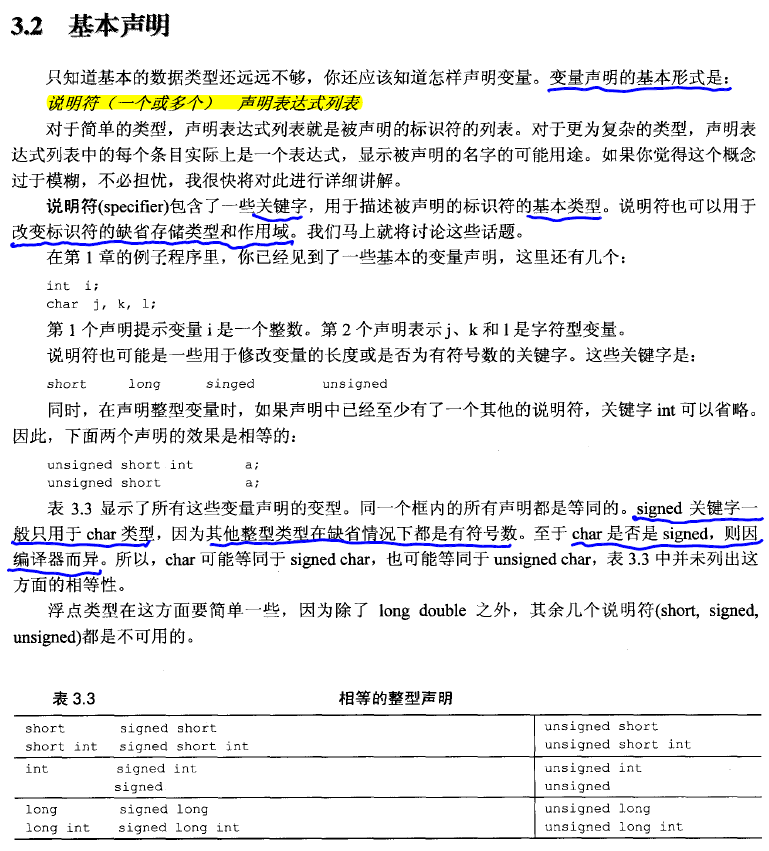 3.2 基本声明
只知道基本的数据类型还远远不够，你还应该知道怎样声明变量。变量声明的基本形式是：
说明符（一个或多个） 声明表达式列表
对于简单的类型，声明表达式列表就是被声明的标识符的列表。对于更为复杂的类型，声明表
达式列表中的每个条目实际上是一个表达式，显示被声明的名字的可能用途。如果你觉得这个概念
过于模糊，不必担忧，我很快将对此进行详细讲解。
说明符(specifier)包含了一些关键字，用于描述被声明的标识符的基本类型。说明符也可以用于
改变标识符的缺省存储类型和作用域。我们马上就将讨论这些话题。
在第 1 章的例子程序里，你已经见到了一些基本的变量声明，这里还有几个：
int i;
char j, k, l;
第 1 个声明提示变量 i 是一个整数。第 2 个声明表示 j、k 和 l 是字符型变量。
说明符也可能是一些用于修改变量的长度或是否为有符号数的关键字。这些关键字是：
short long singed unsigned
同时，在声明整型变量时，如果声明中已经至少有了一个其他的说明符，关键字 int 可以省略。
因此，下面两个声明的效果是相等的：
unsigned short int a;
unsigned short a;
表 3.3 显示了所有这些变量声明的变型。同一个框内的所有声明都是等同的。signed 关键字一
般只用于 char 类型，因为其他整型类型在缺省情况下都是有符号数。至于 char 是否是 signed，则因
编译器而异。所以，char 可能等同于 signed char，也可能等同于 unsigned char，表 3.3 中并未列出这
方面的相等性。
浮点类型在这方面要简单一些，因为除了 long double 之外，其余几个说明符(short, signed,
unsigned)都是不可用的。
表 3.3 相等的整型声明
short signed short unsigned short
short int signed short int unsigned short int
int signed int unsigned int
signed unsigned
long signed long unsigned long
long int signed long int unsigned long int